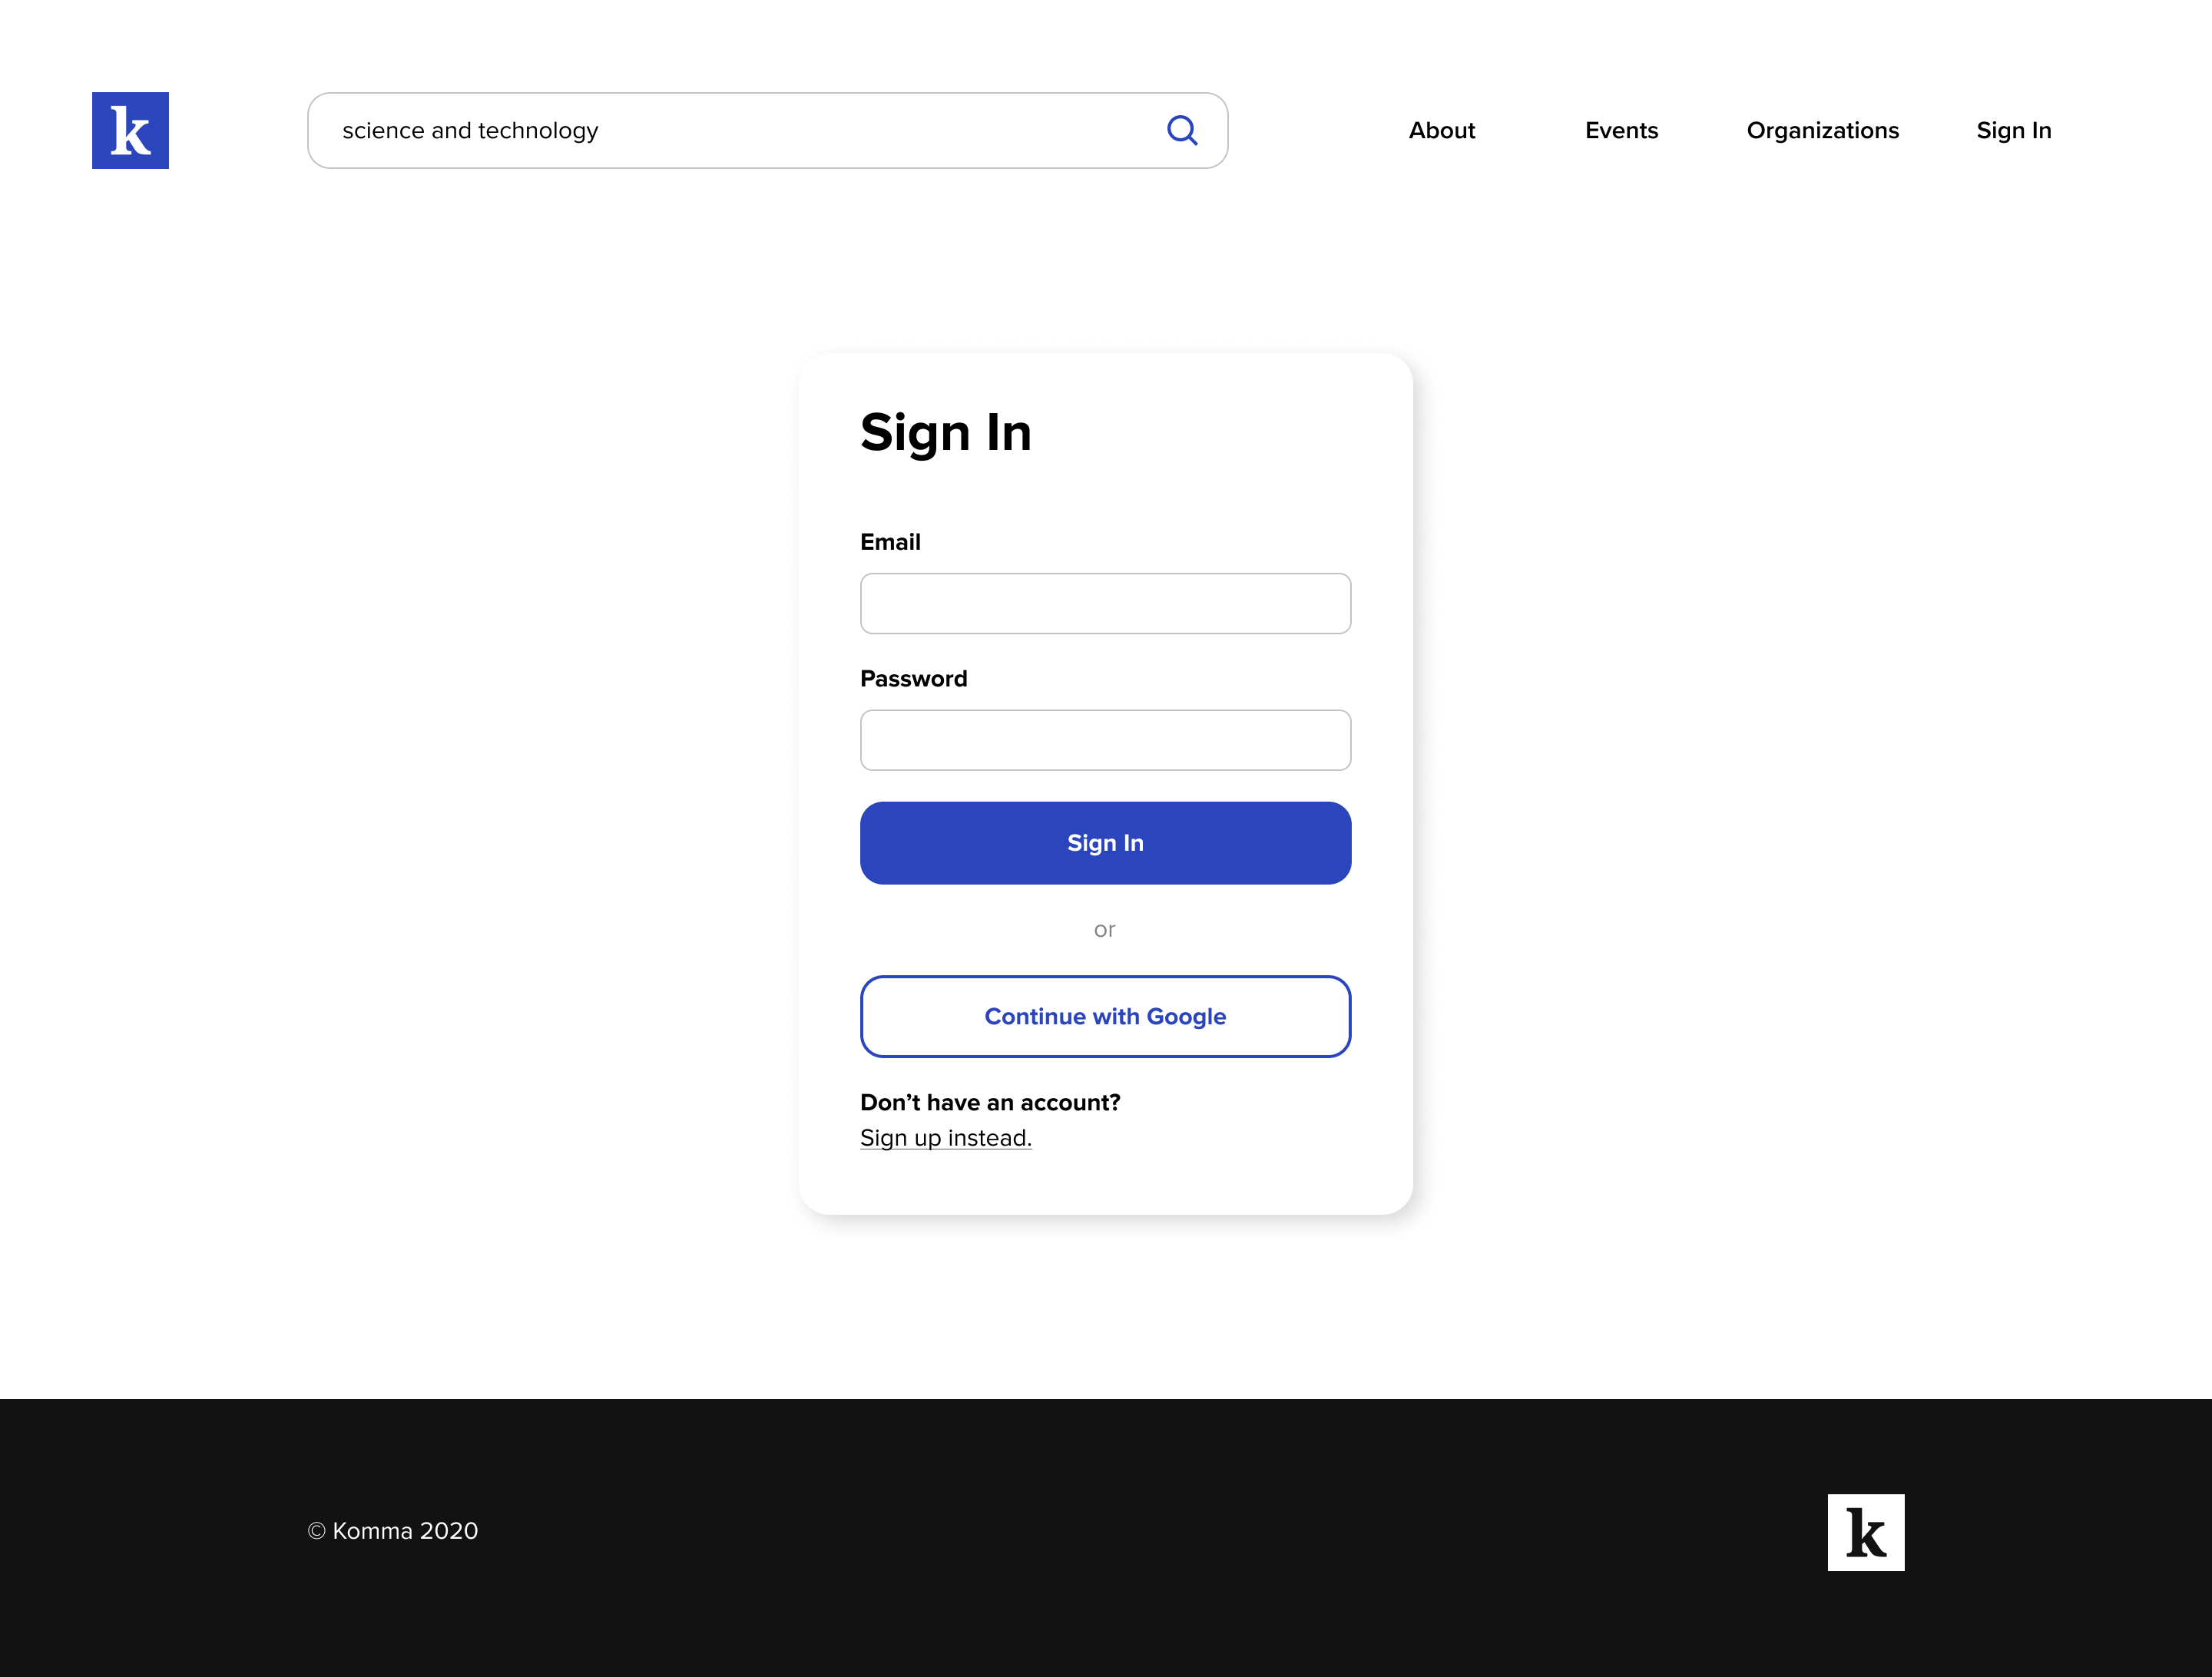 k
science and technology
About
Events
Organizations
Sign In
Sign In
Email
Password
Sign In
or
Continue with Google
Don’t have an account?
Sign up instead.
© Komma 2020
k